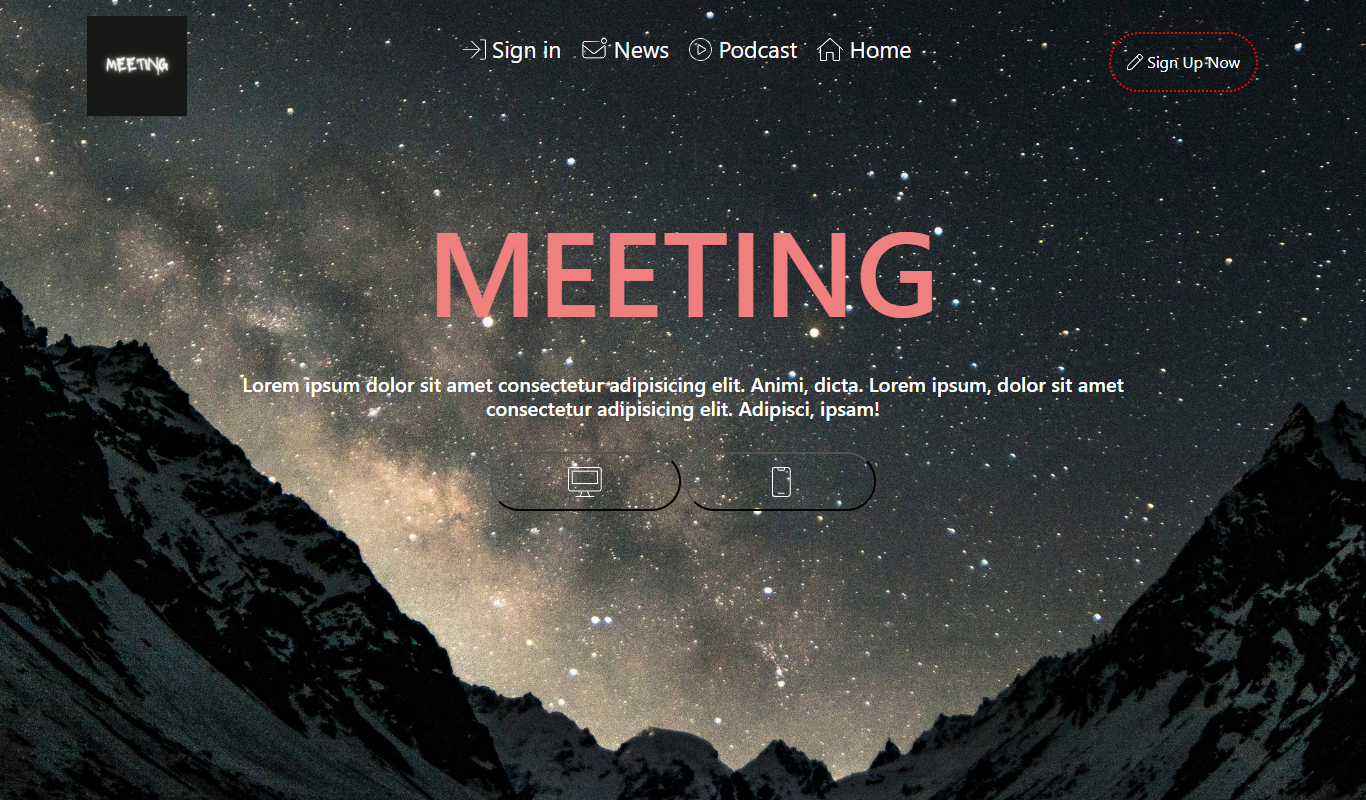 MEETING
Sign in
News
Podcast
Home
Sign Up Now
MEETING
Lorem ipsum dolor sit amet consectetur adipisicing elit. Animi, dicta. Lorem ipsum, dolor sit amet
consectetur adipisicing elit. Adipisci, ipsam!